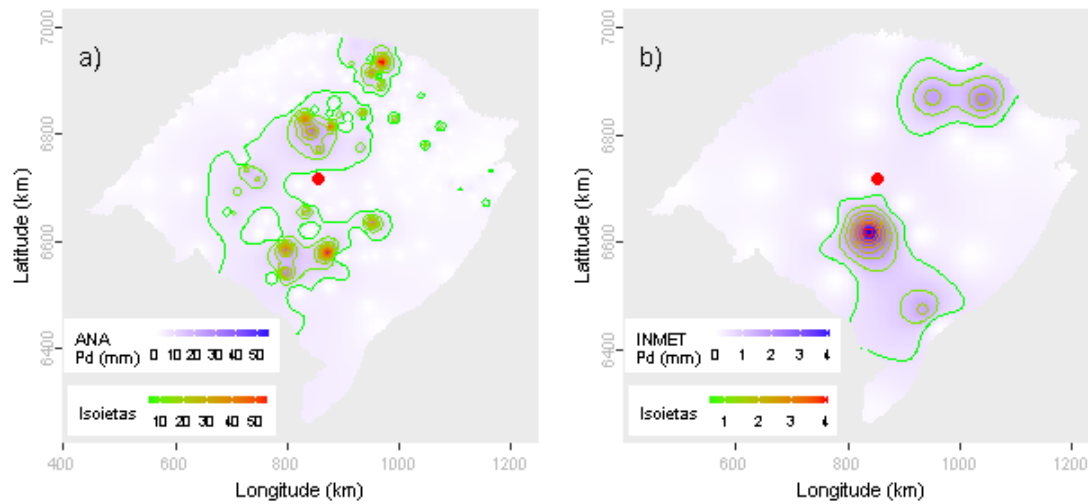 a)
7000
6800
6600
6400
Latitude (km)
ANA
Pd (mm) 0 10 20 30 40 50
Isoietas 10 20 30 40 50
400 600 800 1000 1200
Longitude (km)
b)
7000
6800
6600
6400
Latitude (km)
INMET
Pd (mm) 0 1 2 3 4
Isoietas 1 2 3 4
600 800 1000 1200
Longitude (km)